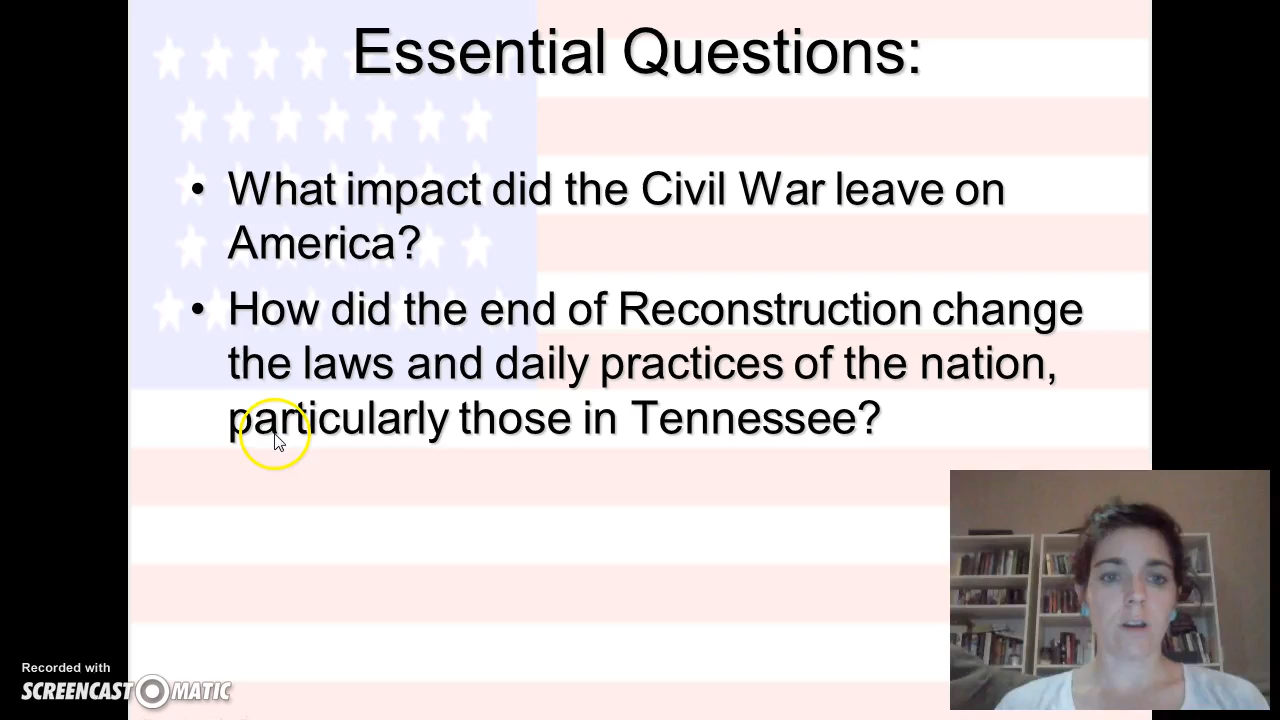 Essential Questions:
• What impact did the Civil War leave on
America?
• How did the end of Reconstruction change
the laws and daily practices of the nation,
particularly those in Tennessee?
Recorded with
SCREENCAST-O-MATIC